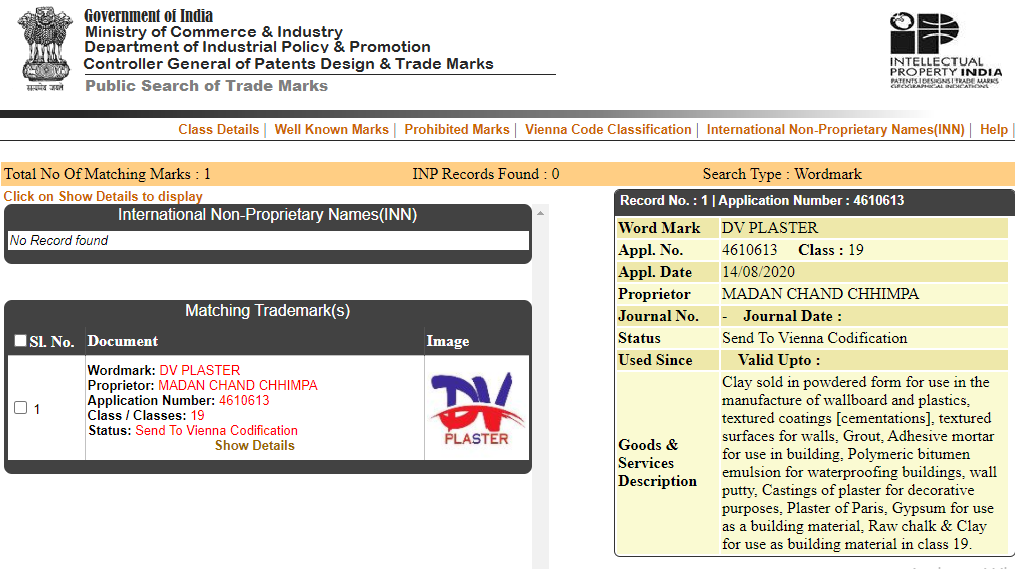 Government of India
Ministry of Commerce & Industry
Department of Industrial Policy & Promotion
Controller General of Patents Design & Trade Marks
Public Search of Trade Marks
सत्यमेव जयते
INTELLECTUAL
PROPERTY INDIA
PATENTS | DESIGNS | TRADE MARKS
GEOGRAPHICAL INDICATIONS
Class Details | Well Known Marks | Prohibited Marks | Vienna Code Classification | International Non-Proprietary Names(INN) | Help |
Total No Of Matching Marks : 1 INP Records Found : 0 Search Type : Wordmark
Click on Show Details to display
International Non-Proprietary Names(INN)
No Record found
Matching Trademark(s)
Sl. No. Document Image
1
Wordmark: DV PLASTER
Proprietor: MADAN CHAND CHHIMPA
Application Number: 4610613
Class / Classes: 19
Status: Send To Vienna Codification
Show Details
DV
PLASTER
Record No. : 1 | Application Number : 4610613
Word Mark DV PLASTER
Appl. No. 4610613 Class : 19
Appl. Date 14/08/2020
Proprietor MADAN CHAND CHHIMPA
Journal No. - Journal Date :
Status Send To Vienna Codification
Used Since Valid Upto :
Goods &
Services
Description
Clay sold in powdered form for use in the
manufacture of wallboard and plastics,
textured coatings [cementations], textured
surfaces for walls, Grout, Adhesive mortar
for use in building, Polymeric bitumen
emulsion for waterproofing buildings, wall
putty, Castings of plaster for decorative
purposes, Plaster of Paris, Gypsum for use
as a building material, Raw chalk & Clay
for use as building material in class 19.